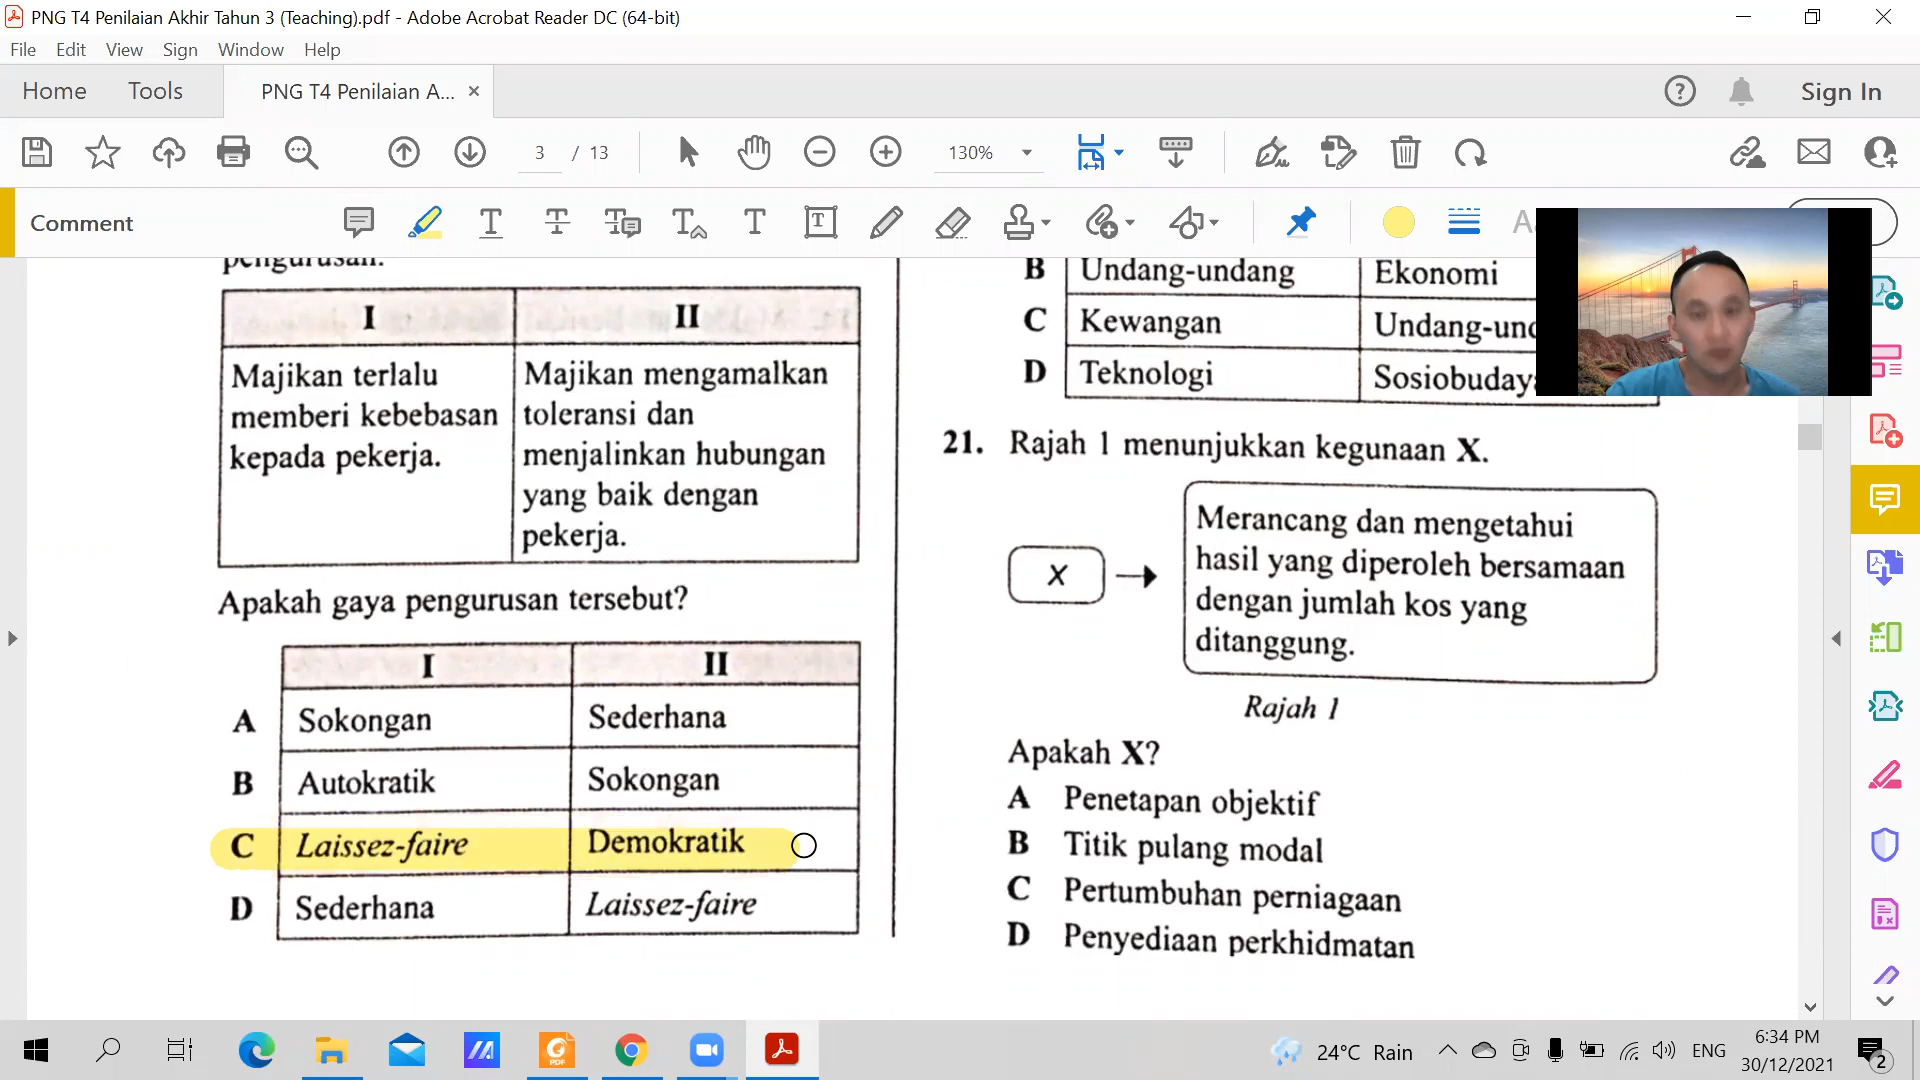 PNG T4 Penilaian Akhir Tahun 3 (Teaching).pdf - Adobe Acrobat Reader DC (64-bit)
File Edit View Sign Window Help
Home Tools PNG T4 Penilaian A... × Sign In
3 / 13 130%
Comment
pengurusan.
I II
Majikan terlalu
memberi kebebasan
kepada pekerja.
Majikan mengamalkan
toleransi dan
menjalinkan hubungan
yang baik dengan
pekerja.
Apakah gaya pengurusan tersebut?
I II
A Sokongan Sederhana
B Autokratik Sokongan
C Laissez-faire Demokratik
D Sederhana Laissez-faire
B Undang-undang Ekonomi
C Kewangan Undang-und
D Teknologi Sosiobuday
21. Rajah 1 menunjukkan kegunaan X.
X
Merancang dan mengetahui
hasil yang diperoleh bersamaan
dengan jumlah kos yang
ditanggung.
Rajah 1
Apakah X?
A Penetapan objektif
B Titik pulang modal
C Pertumbuhan perniagaan
D Penyediaan perkhidmatan
24°C Rain ENG 6:34 PM
30/12/2021 2